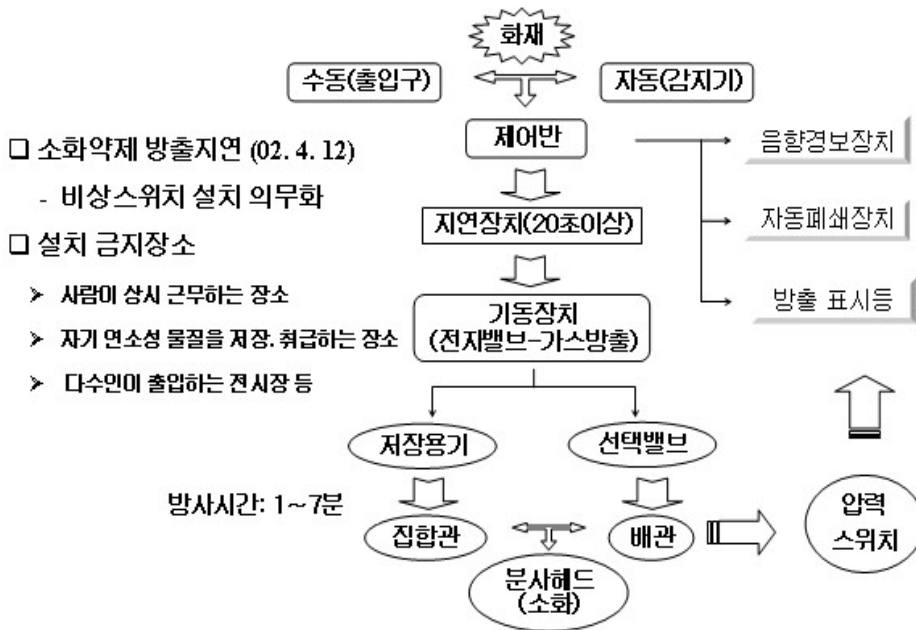 화재
수동(출입구)
자동(감지기)
제어반
음향경보장치
❑ 소화약제 방출지연 (02. 4. 12)
- 비상스위치 설치 의무화
지연장치(20초이상)
자동폐쇄장치
❑ 설치 금지장소
➢ 사람이 상시 근무하는 장소
기동장치
(전자밸브-가스방출)
방출 표시등
➢ 자기 연소성 물질을 저장. 취급하는 장소
➢ 다수인이 출입하는 전시장 등
저장용기
선택밸브
방사시간: 1~7분
집합관
배관
압력
스위치
분사헤드
(소화)